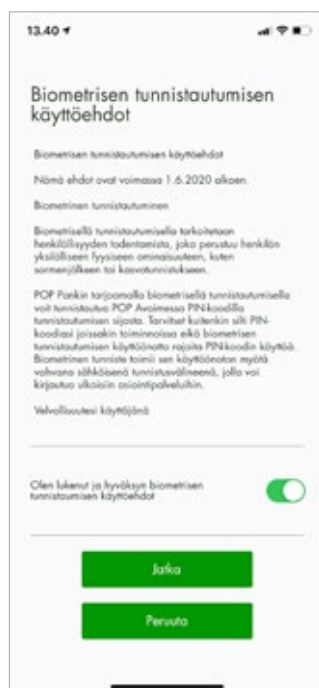 13.40
Biometrisen tunnistautumisen
käyttöehdot
Biometrisen tunnistautumisen käyttöehdot
Nämä ehdot ovat voimassa 1.6.2020 alkaen.
Biometrinen tunnistautuminen
Biometrisellä tunnistautumisella tarkoitetaan
henkilöllisyyden todentamista, joka perustuu henkilön
yksilölliseen fyysiseen ominaisuuteen, kuten
sormenjälkeen tai kasvotunnistukseen.
POP Pankin tarjoamalla biometrisellä tunnistautumisella
voit tunnistautua POP Avaimessa PIN-koodilla
tunnistautumisen sijasta. Tarvitset kuitenkin silti PIN-
koodiasi joissakin toiminnoissa eikä biometrisen
tunnistautumisen käyttöönotto rajoita PIN-koodin käyttöä.
Biometrinen tunniste toimii sen käyttöönoton myötä
vahvana sähköisenä tunnistusvälineenä, jolla voi
kirjautua ulkoisiin asiointipalveluihin.
Velvollisuutesi käyttäjänä
Olen lukenut ja hyväksyn biometrisen
tunnistaumisen käyttöehdot
Jatka
Peruuta